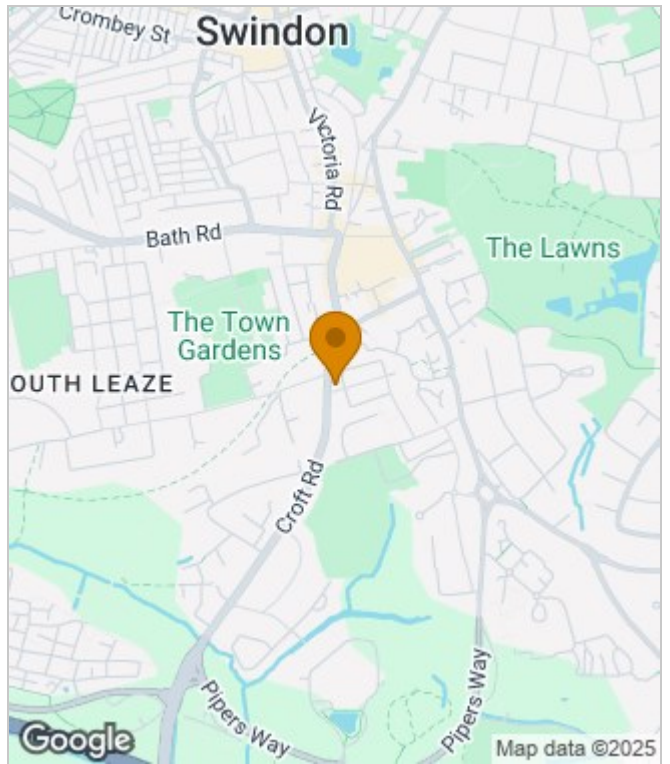 Crombey St
Swindon
Victoria Rd
Bath Rd
The Lawns
The Town
Gardens
OUTH LEAZE
Croft Rd
Pipers Way
Pipers Way
Google
Map data ©2025